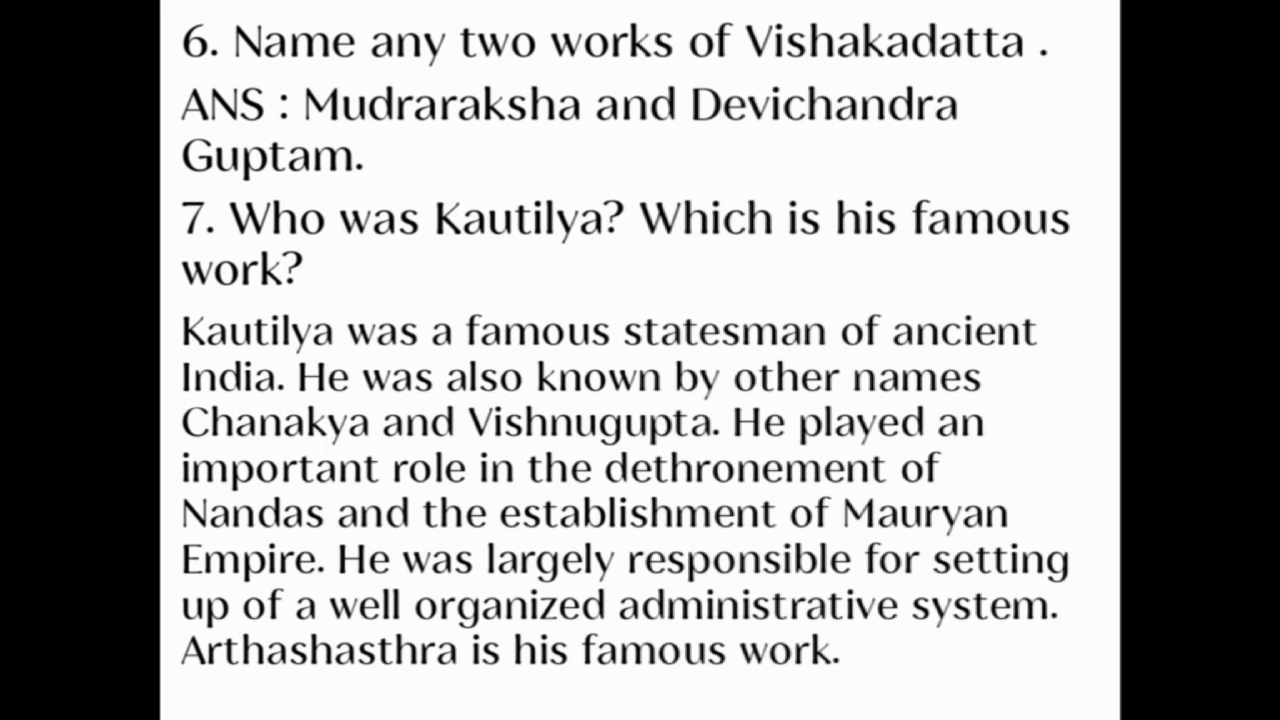 6. Name any two works of Vishakadatta .
ANS : Mudraraksha and Devichandra
Guptam.
7. Who was Kautilya? Which is his famous
work?
Kautilya was a famous statesman of ancient
India. He was also known by other names
Chanakya and Vishnugupta. He played an
important role in the dethronement of
Nandas and the establishment of Mauryan
Empire. He was largely responsible for setting
up of a well organized administrative system.
Arthashasthra is his famous work.